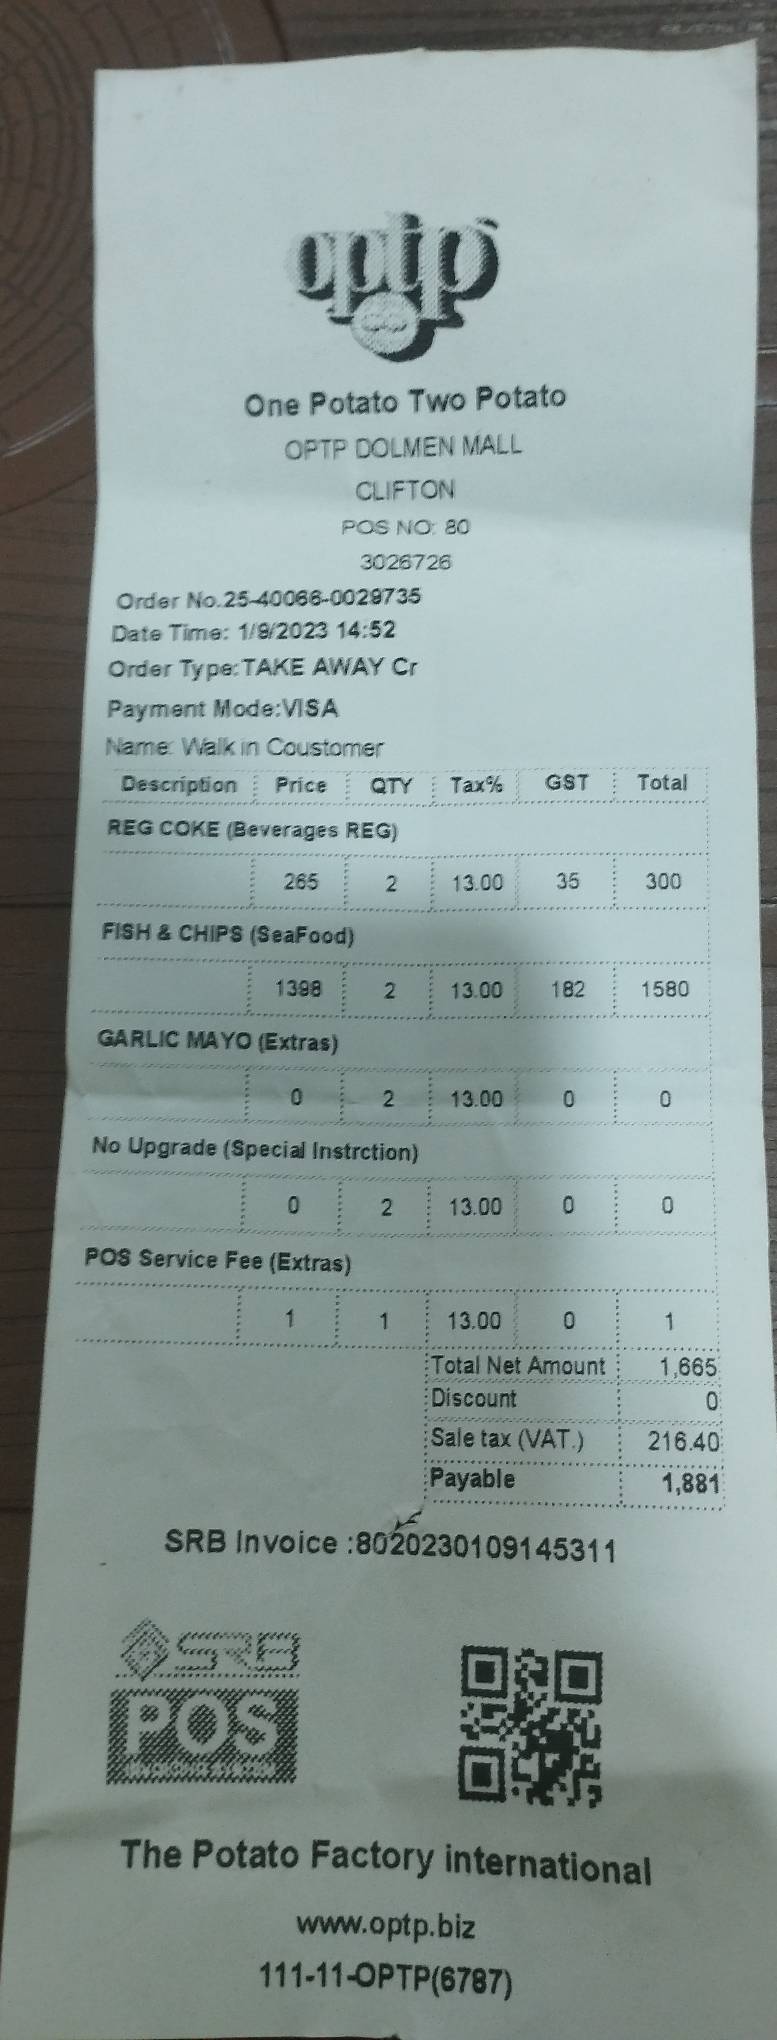 optp
One Potato Two Potato
OPTP DOLMEN MALL
CLIFTON
POS NO: 80
3026726
Order No.25-40066-0029735
Date Time: 1/9/2023 14:52
Order Type:TAKE AWAY Cr
Payment Mode:VISA
Name: Walk in Coustomer
Description Price QTY Tax% GST Total
REG COKE (Beverages REG)
265 2 13.00 35 300
FISH & CHIPS (SeaFood)
1398 2 13.00 182 1580
GARLIC MAYO (Extras)
0 2 13.00 0 0
No Upgrade (Special Instrction)
0 2 13.00 0 0
POS Service Fee (Extras)
1 1 13.00 0 1
Total Net Amount 1,665
Discount 0
Sale tax (VAT.) 216.40
Payable 1,881
SRB Invoice :8020230109145311
SRB
POS
The Potato Factory international
www.optp.biz
111-11-OPTP(6787)